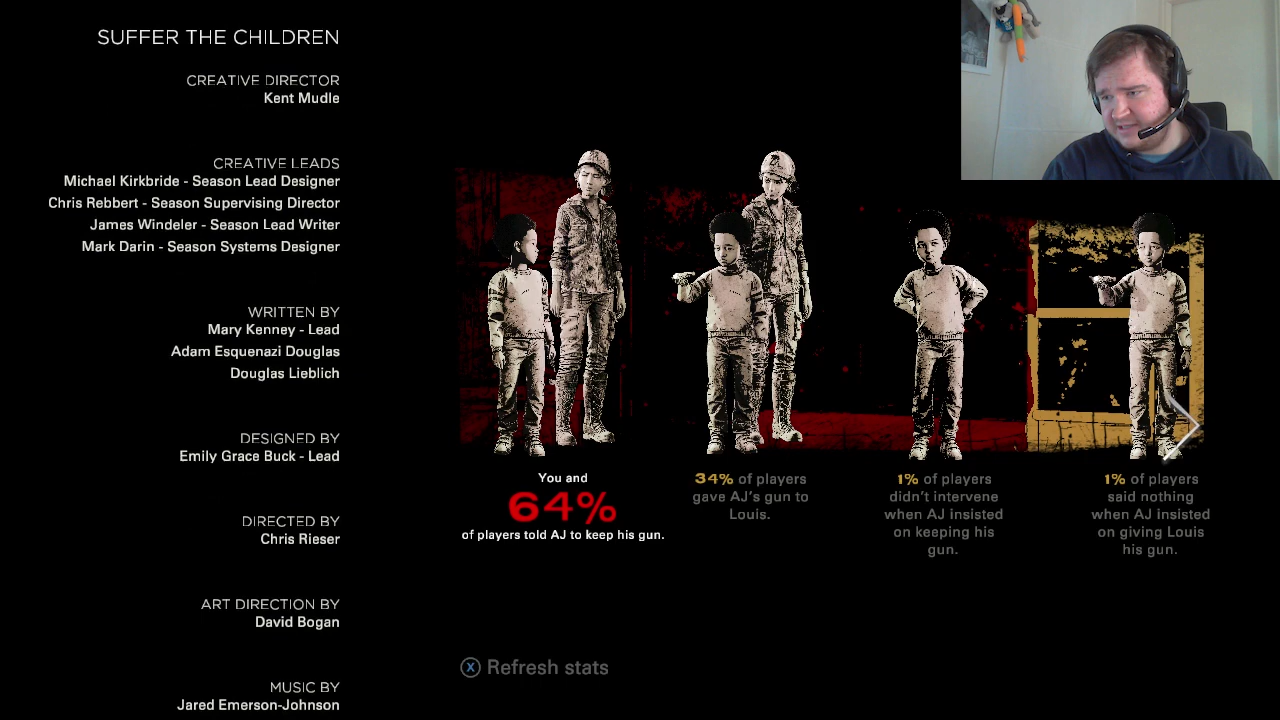 SUFFER THE CHILDREN
CREATIVE DIRECTOR
Kent Mudle
CREATIVE LEADS
Michael Kirkbride - Season Lead Designer
Chris Rebbert - Season Supervising Director
James Windeler - Season Lead Writer
Mark Darin - Season Systems Designer
WRITTEN BY
Mary Kenney - Lead
Adam Esquenazi Douglas
Douglas Lieblich
DESIGNED BY
Emily Grace Buck - Lead
DIRECTED BY
Chris Rieser
ART DIRECTION BY
David Bogan
MUSIC BY
Jared Emerson-Johnson
You and
64%
of players told AJ to keep his gun.
34% of players
gave AJ's gun to
Louis.
1% of players
didn't intervene
when AJ insisted
on keeping his
gun.
1% of players
said nothing
when AJ insisted
on giving Louis
his gun.
X Refresh stats